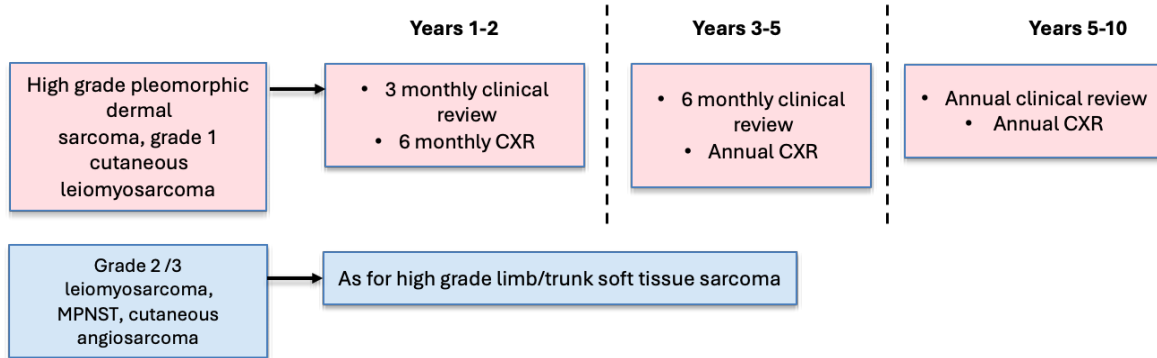 Years 1-2
Years 3-5
Years 5-10
High grade pleomorphic
dermal
sarcoma, grade 1
cutaneous
leiomyosarcoma
• 3 monthly clinical
review
• 6 monthly CXR
• 6 monthly clinical
review
• Annual CXR
• Annual clinical review
• Annual CXR
Grade 2 /3
leiomyosarcoma,
MPNST, cutaneous
angiosarcoma
As for high grade limb/trunk soft tissue sarcoma